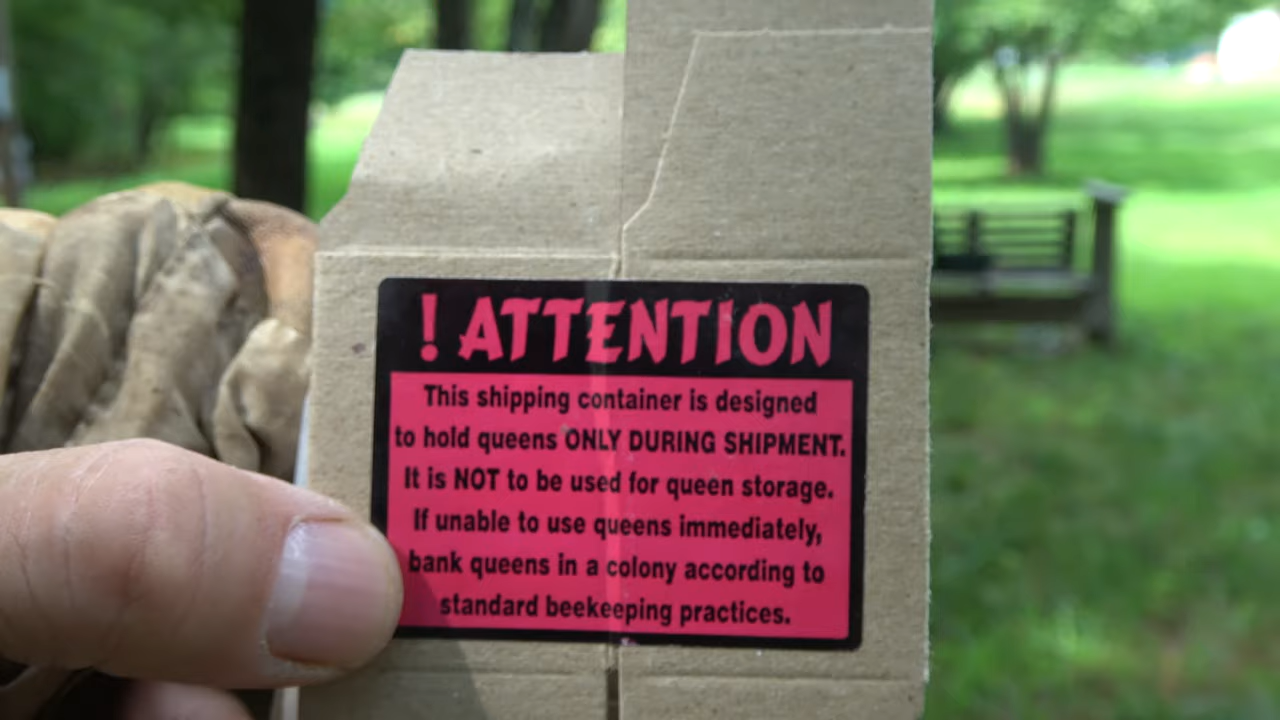 ! ATTENTION
This shipping container is designed
to hold queens ONLY DURING SHIPMENT.
It is NOT to be used for queen storage.
If unable to use queens immediately,
bank queens in a colony according to
standard beekeeping practices.